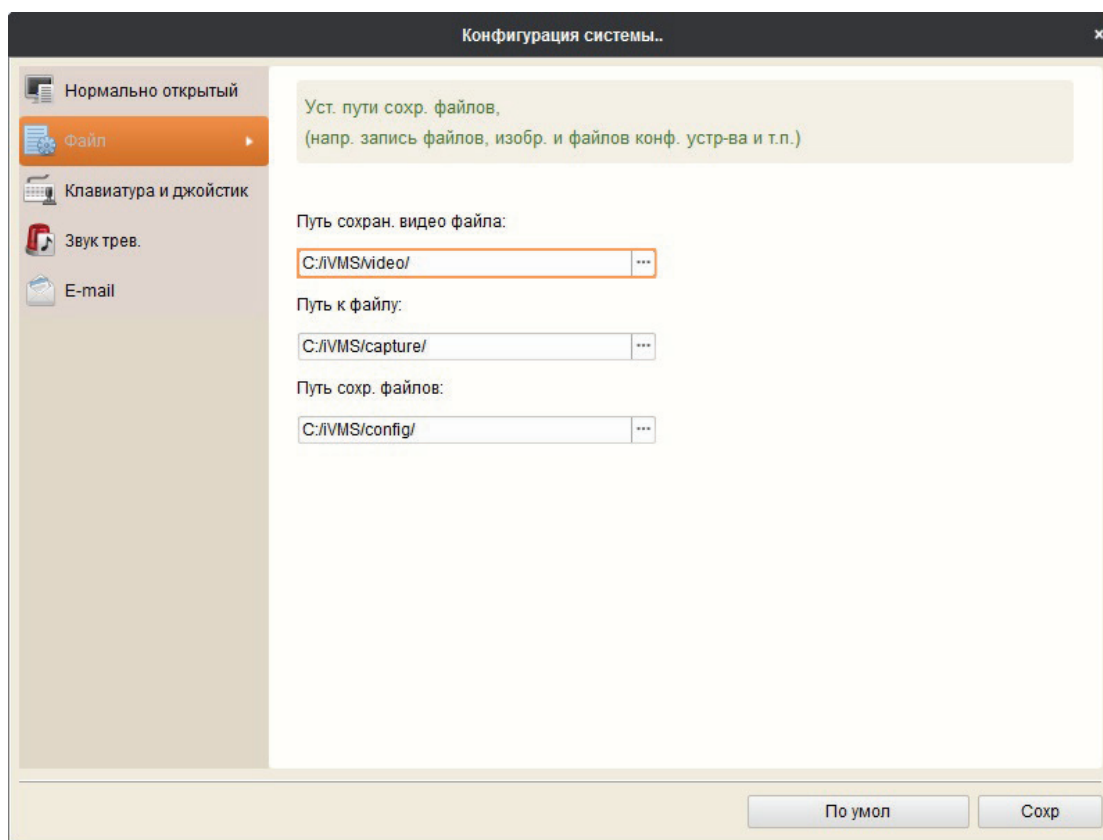 Конфигурация системы..
Нормально открытый
Файл
Клавиатура и джойстик
Звук трев.
E-mail
Уст. пути сохр. файлов,
(напр. запись файлов, изобр. и файлов конф. устр-ва и т.п.)
Путь сохран. видео файла:
C:/iVMS/video/
Путь к файлу:
C:/iVMS/capture/
Путь сохр. файлов:
C:/iVMS/config/
По умол
Сохр